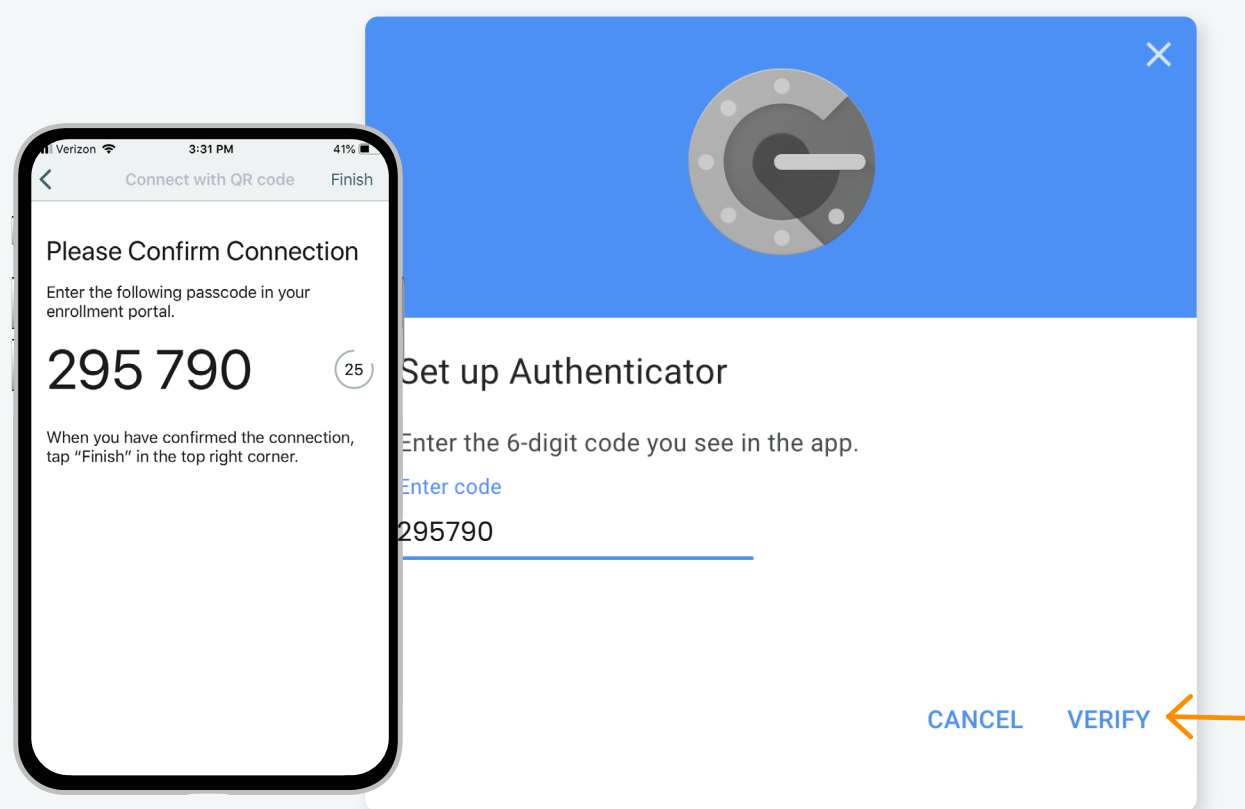 Verizon 3:31 PM 41%
Connect with QR code Finish
Please Confirm Connection
Enter the following passcode in your
enrollment portal.
295 790 25
When you have confirmed the connection,
tap “Finish” in the top right corner.
Set up Authenticator
Enter the 6-digit code you see in the app.
Enter code
295790
CANCEL VERIFY